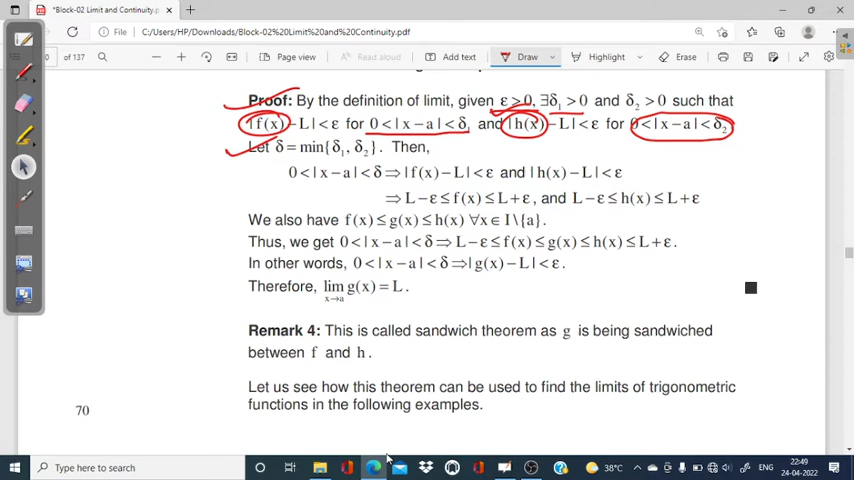 Block-02 Limit and Continuity.pdf
File
C:/Users/HP/Downloads/Block-02%20Limit%20and%20Continuity.pdf
0 of 137
Page view
Read aloud
Add text
Draw
Highlight
Erase
Proof: By the definition of limit, given ε > 0, ∃δ₁ > 0 and δ₂ > 0 such that
|f(x) − L| < ε for 0 < | x − a | < δ₁ and | h(x) − L | < ε for 0 < | x − a | < δ₂
Let δ = min{δ₁, δ₂}. Then,
0 < | x − a | < δ ⇒ | f(x) − L | < ε and | h(x) − L | < ε
⇒ L − ε ≤ f(x) ≤ L + ε, and L − ε ≤ h(x) ≤ L + ε
We also have f(x) ≤ g(x) ≤ h(x) ∀x ∈ I \ {a}.
Thus, we get 0 < | x − a | < δ ⇒ L − ε ≤ f(x) ≤ g(x) ≤ h(x) ≤ L + ε.
In other words, 0 < | x − a | < δ ⇒ | g(x) − L | < ε.
Therefore, lim x→a g(x) = L.
Remark 4: This is called sandwich theorem as g is being sandwiched
between f and h.
Let us see how this theorem can be used to find the limits of trigonometric
functions in the following examples.
70
Type here to search
38°C
ENG
22:49
24-04-2022